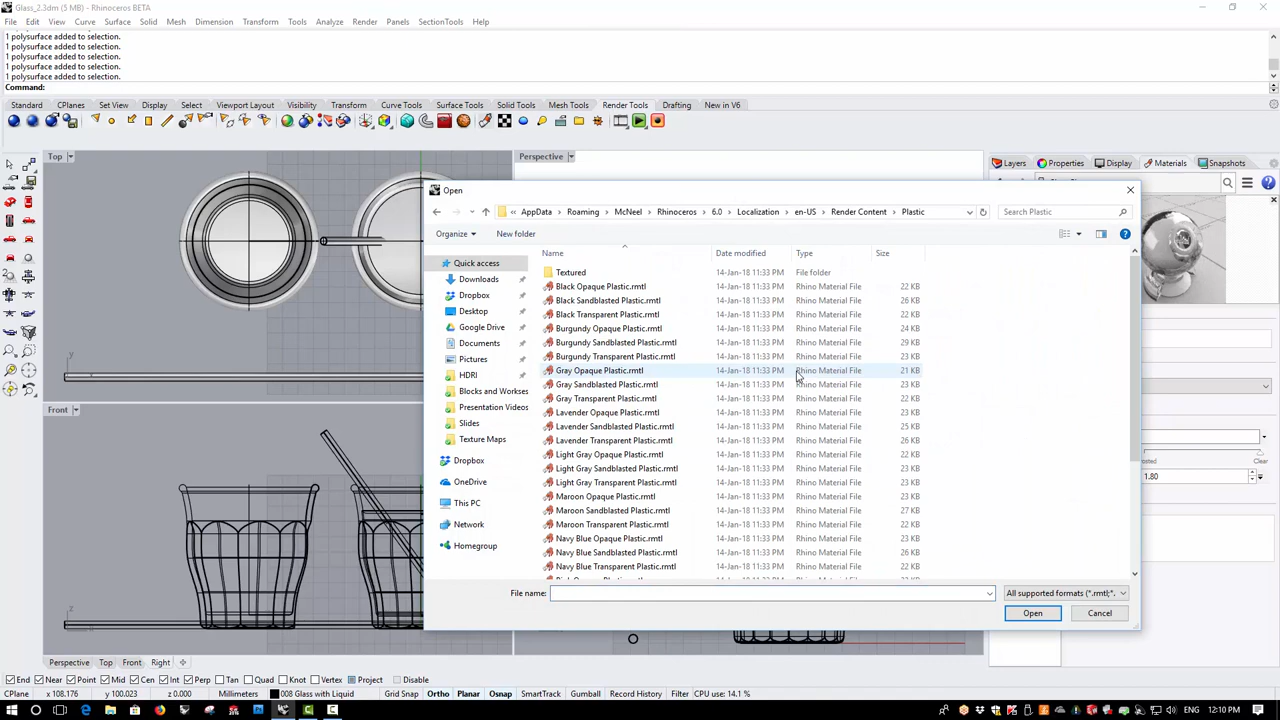 Glass_2.3dm (5 MB) - Rhinoceros BETA
File Edit View Curve Surface Solid Mesh Dimension Transform Tools Analyze Render Panels SectionTools Help
1 polysurface added to selection.
1 polysurface added to selection.
1 polysurface added to selection.
1 polysurface added to selection.
Command:
Standard CPlanes Set View Display Select Viewport Layout Visibility Transform Curve Tools Surface Tools Solid Tools Mesh Tools Render Tools Drafting New in V6
Top
Perspective
Layers Properties Display Materials Snapshots
Open
« AppData Roaming McNeel Rhinoceros 6.0 Localization en-US Render Content Plastic
Search Plastic
Organize New folder
Name Date modified Type Size
Quick access
Downloads
Dropbox
Desktop
Google Drive
Documents
Pictures
HDRI
Blocks and Workses
Presentation Videos
Slides
Texture Maps
Dropbox
OneDrive
This PC
Network
Homegroup
Textured 14-Jan-18 11:33 PM File folder
Black Opaque Plastic.rmtl 14-Jan-18 11:33 PM Rhino Material File 22 KB
Black Sandblasted Plastic.rmtl 14-Jan-18 11:33 PM Rhino Material File 26 KB
Black Transparent Plastic.rmtl 14-Jan-18 11:33 PM Rhino Material File 22 KB
Burgundy Opaque Plastic.rmtl 14-Jan-18 11:33 PM Rhino Material File 24 KB
Burgundy Sandblasted Plastic.rmtl 14-Jan-18 11:33 PM Rhino Material File 29 KB
Burgundy Transparent Plastic.rmtl 14-Jan-18 11:33 PM Rhino Material File 23 KB
Gray Opaque Plastic.rmtl 14-Jan-18 11:33 PM Rhino Material File 21 KB
Gray Sandblasted Plastic.rmtl 14-Jan-18 11:33 PM Rhino Material File 23 KB
Gray Transparent Plastic.rmtl 14-Jan-18 11:33 PM Rhino Material File 22 KB
Lavender Opaque Plastic.rmtl 14-Jan-18 11:33 PM Rhino Material File 23 KB
Lavender Sandblasted Plastic.rmtl 14-Jan-18 11:33 PM Rhino Material File 25 KB
Lavender Transparent Plastic.rmtl 14-Jan-18 11:33 PM Rhino Material File 26 KB
Light Gray Opaque Plastic.rmtl 14-Jan-18 11:33 PM Rhino Material File 22 KB
Light Gray Sandblasted Plastic.rmtl 14-Jan-18 11:33 PM Rhino Material File 23 KB
Light Gray Transparent Plastic.rmtl 14-Jan-18 11:33 PM Rhino Material File 22 KB
Maroon Opaque Plastic.rmtl 14-Jan-18 11:33 PM Rhino Material File 23 KB
Maroon Sandblasted Plastic.rmtl 14-Jan-18 11:33 PM Rhino Material File 27 KB
Maroon Transparent Plastic.rmtl 14-Jan-18 11:33 PM Rhino Material File 22 KB
Navy Blue Opaque Plastic.rmtl 14-Jan-18 11:33 PM Rhino Material File 23 KB
Navy Blue Sandblasted Plastic.rmtl 14-Jan-18 11:33 PM Rhino Material File 26 KB
Navy Blue Transparent Plastic.rmtl 14-Jan-18 11:33 PM Rhino Material File 22 KB
File name:
All supported formats (*.rmtl;*.
Open Cancel
1.80
y
x
Front
z
x
z
Perspective Top Front Right
End Near Point Mid Cen Int Perp Tan Quad Knot Vertex Project Disable
CPlane x 108.176 y 100.023 z 0.000 Millimeters 008 Glass with Liquid Grid Snap Ortho Planar Osnap SmartTrack Gumball Record History Filter CPU use: 14.1 %
ENG 12:10 PM